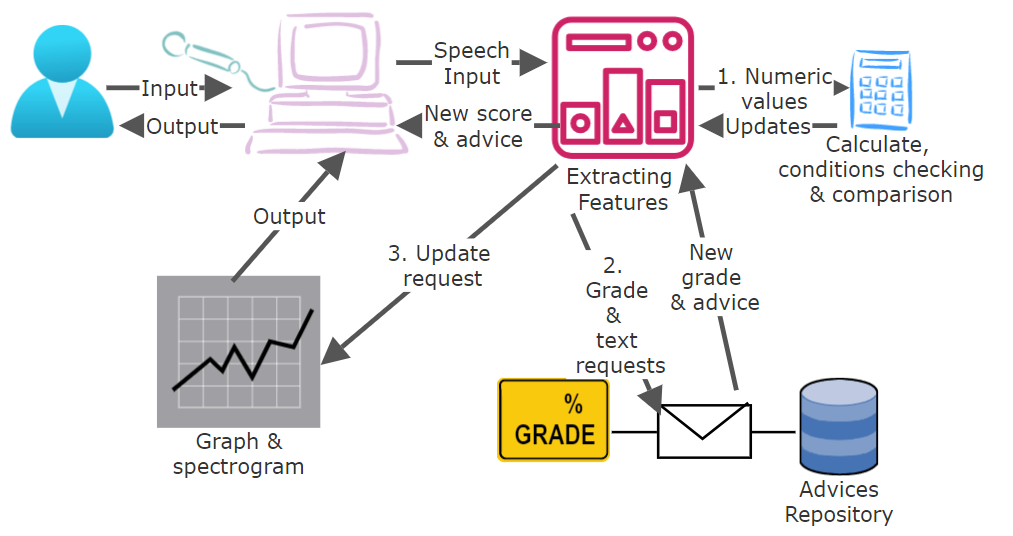 Input
Output
Speech
Input
New score
& advice
1. Numeric
values
Updates
Calculate,
conditions checking
& comparison
Extracting
Features
Output
3. Update
request
2.
Grade
&
text
requests
New
grade
& advice
Graph &
spectrogram
%
GRADE
Advices
Repository